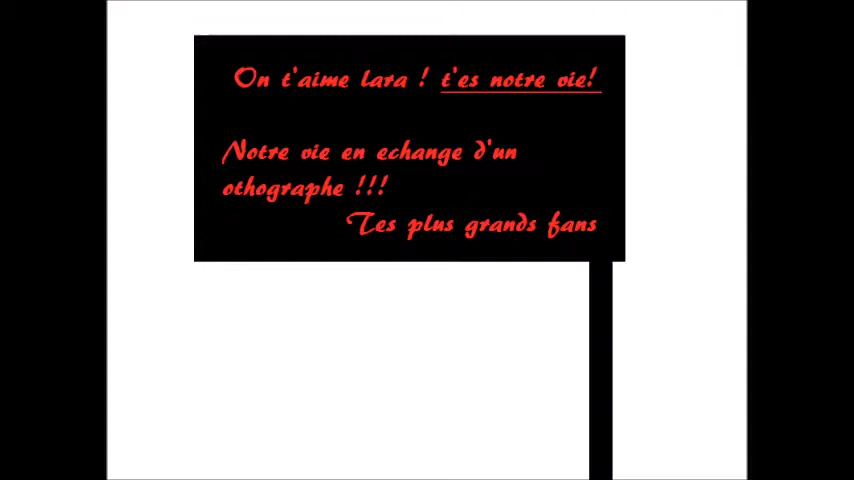 On t'aime lara ! t'es notre vie!
Notre vie en echange d'un
othographe !!!
Tes plus grands fans